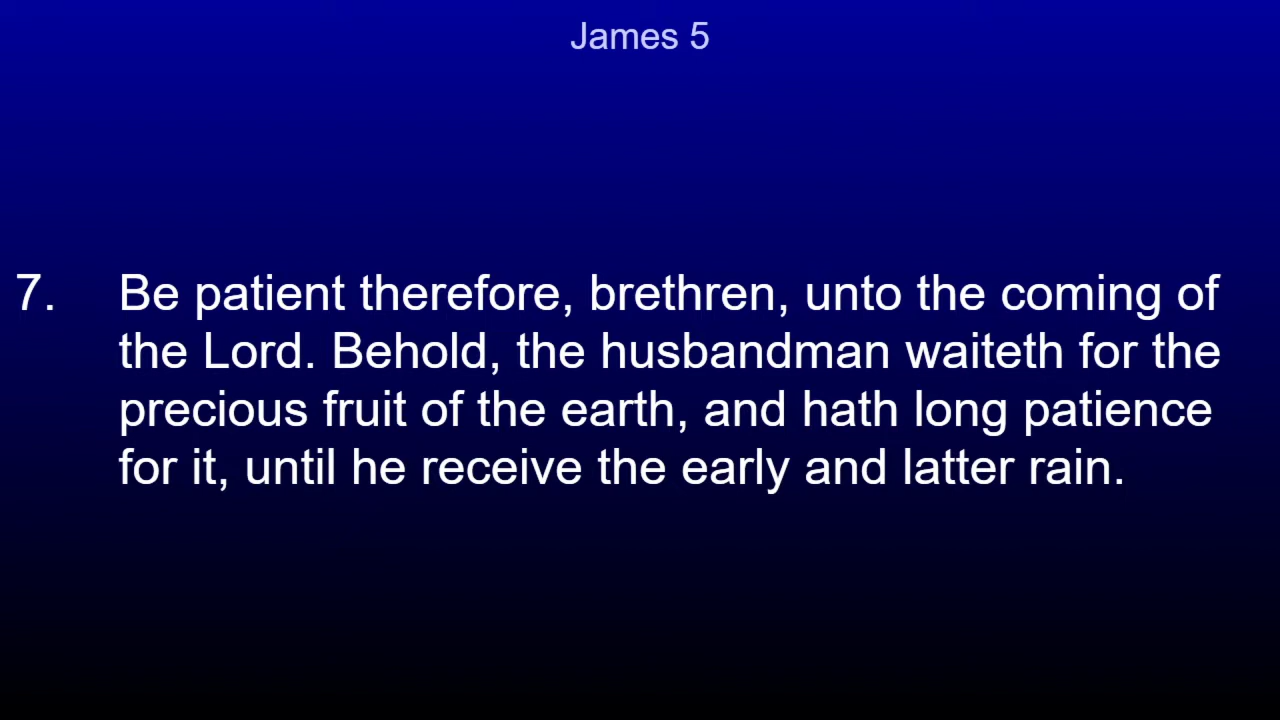 James 5
7. Be patient therefore, brethren, unto the coming of
the Lord. Behold, the husbandman waiteth for the
precious fruit of the earth, and hath long patience
for it, until he receive the early and latter rain.